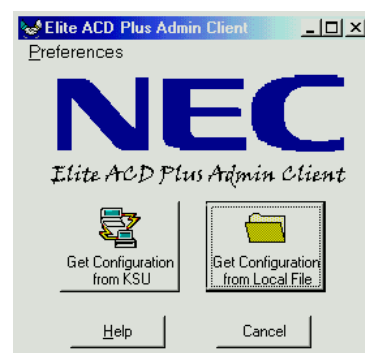 Elite ACD Plus Admin Client
Preferences
NEC
Elite ACD Plus Admin Client
Get Configuration
from KSU
Get Configuration
from Local File
Help
Cancel